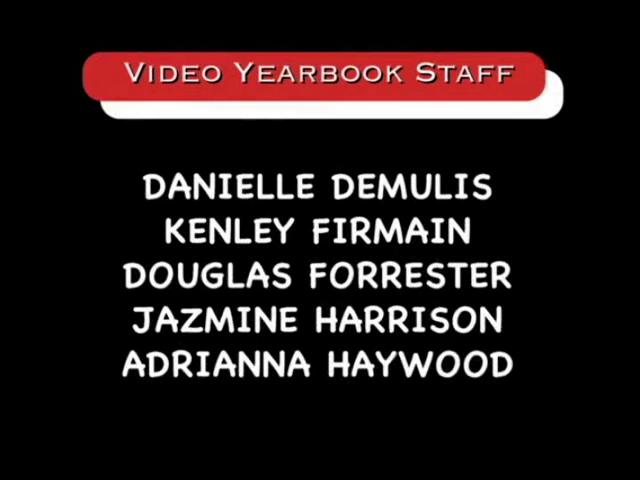 VIDEO YEARBOOK STAFF
DANIELLE DEMULIS
KENLEY FIRMAIN
DOUGLAS FORRESTER
JAZMINE HARRISON
ADRIANNA HAYWOOD